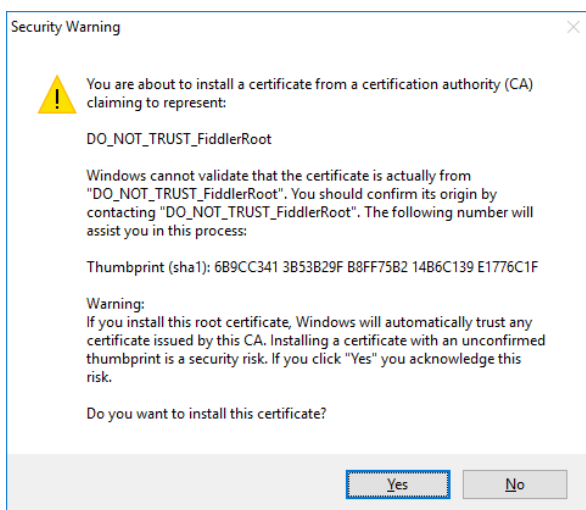 Security Warning
You are about to install a certificate from a certification authority (CA)
claiming to represent:
DO_NOT_TRUST_FiddlerRoot
Windows cannot validate that the certificate is actually from
"DO_NOT_TRUST_FiddlerRoot". You should confirm its origin by
contacting "DO_NOT_TRUST_FiddlerRoot". The following number will
assist you in this process:
Thumbprint (sha1): 6B9CC341 3B53B29F B8FF75B2 14B6C139 E1776C1F
Warning:
If you install this root certificate, Windows will automatically trust any
certificate issued by this CA. Installing a certificate with an unconfirmed
thumbprint is a security risk. If you click "Yes" you acknowledge this
risk.
Do you want to install this certificate?
Yes No